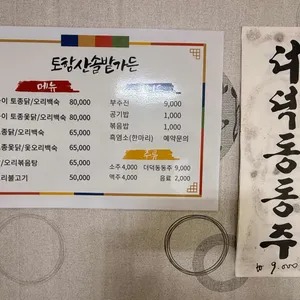 토함산솔밭가든
메뉴
이 토종닭/오리백숙 80,000
토종옻닭/오리백숙 80,000
토종닭/오리백숙 65,000
토종옻닭/옻오리백숙 65,000
/오리볶음탕 65,000
리불고기 50,000
부추전 9,000
공기밥 1,000
볶음밥 1,000
흑염소(한마리) 예약문의
주류
소주 4,000 더덕동동주 9,000
맥주 4,000 음료 2,000
더덕동동주
₩ 9.000